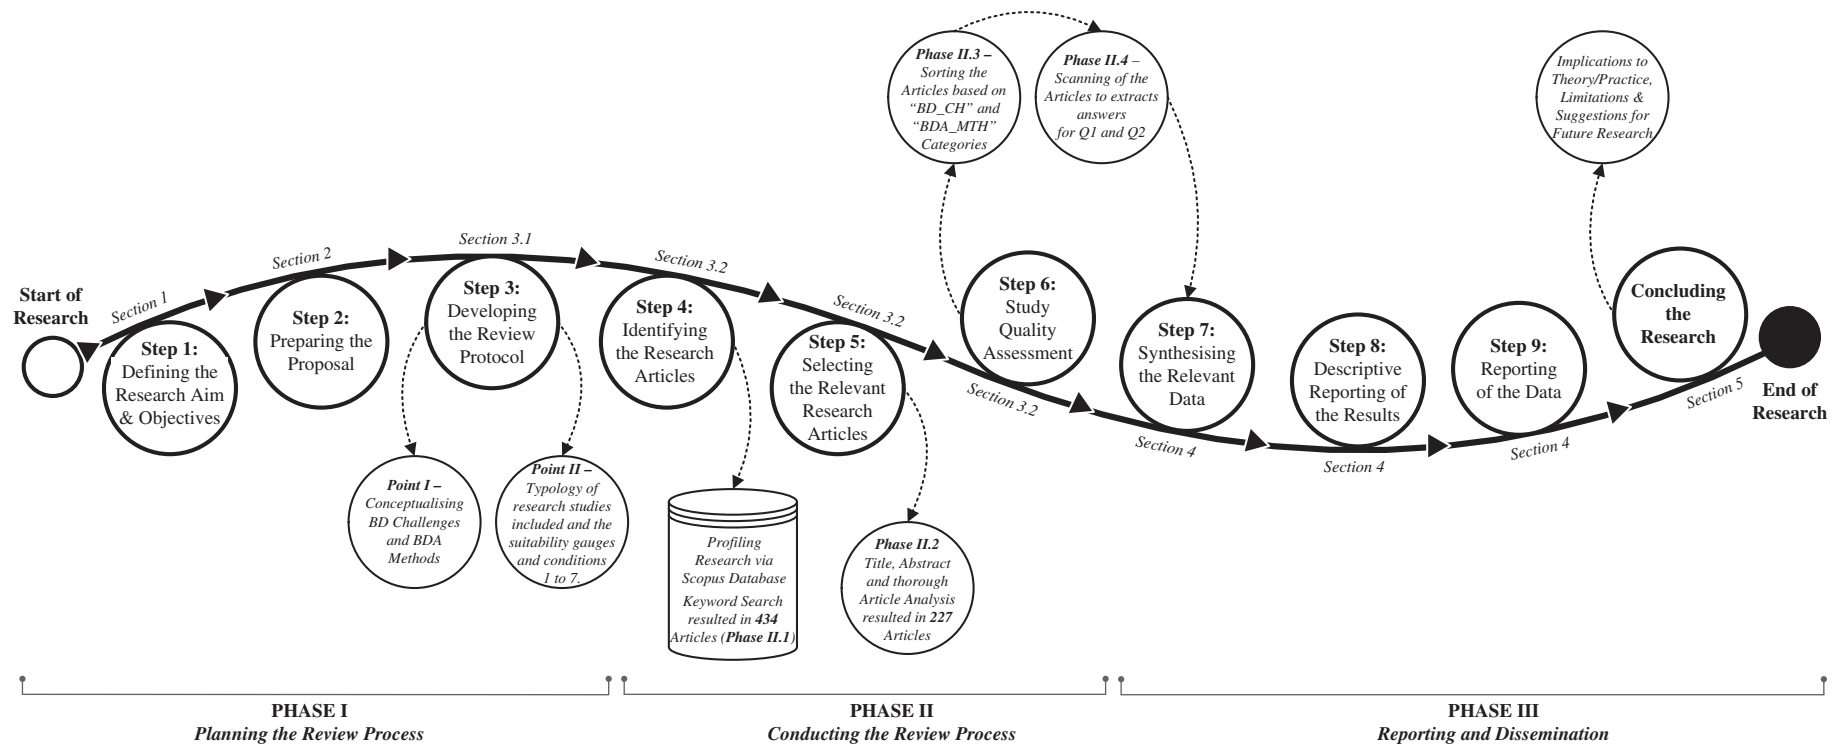 Start of
Research
Section 1
Step 1:
Defining the
Research Aim
& Objectives
Section 2
Step 2:
Preparing the
Proposal
Section 3.1
Step 3:
Developing
the Review
Protocol
Point I –
Conceptualising
BD Challenges
and BDA
Methods
Point II –
Typology of
research studies
included and the
suitability gauges
and conditions
1 to 7.
Section 3.2
Step 4:
Identifying
the Research
Articles
Profiling
Research via
Scopus Database
Keyword Search
resulted in 434
Articles (Phase II.1)
Section 3.2
Step 5:
Selecting
the Relevant
Research
Articles
Phase II.2
Title, Abstract
and thorough
Article Analysis
resulted in 227
Articles
Section 3.2
Step 6:
Study
Quality
Assessment
Phase II.3 –
Sorting the
Articles based on
“BD_CH” and
“BDA_MTH”
Categories
Phase II.4 –
Scanning of the
Articles to extracts
answers
for Q1 and Q2
Step 7:
Synthesising
the Relevant
Data
Section 4
Step 8:
Descriptive
Reporting of
the Results
Section 4
Step 9:
Reporting
of the Data
Section 4
Implications to
Theory/Practice,
Limitations &
Suggestions for
Future Research
Concluding
the
Research
Section 5
End of
Research
PHASE I
Planning the Review Process
PHASE II
Conducting the Review Process
PHASE III
Reporting and Dissemination